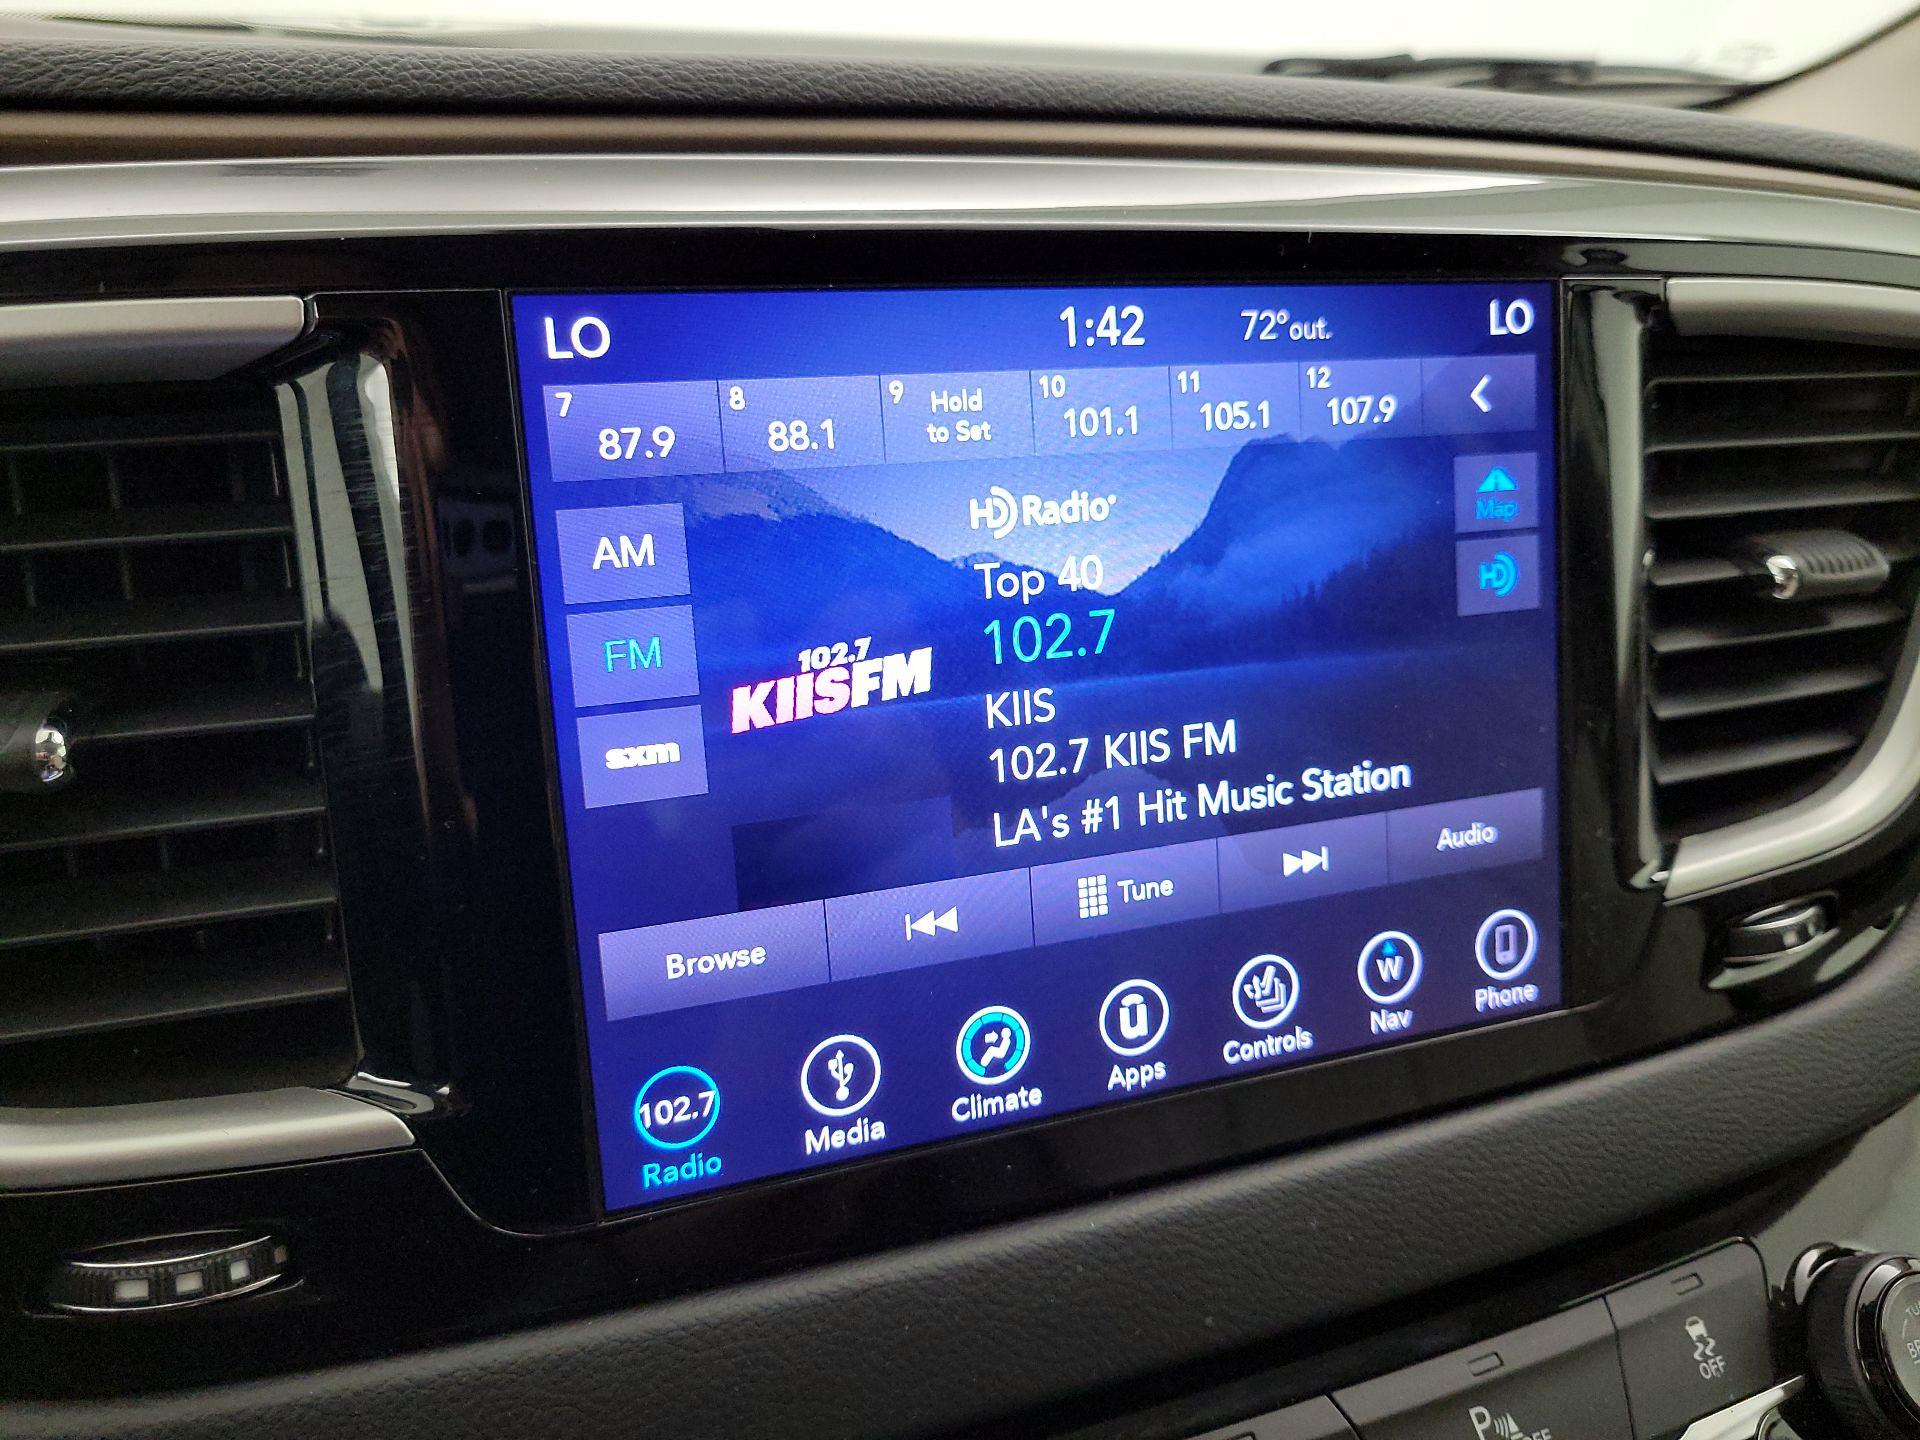 LO 1:42 72° out. LO
7 87.9
8 88.1
9 Hold
to Set
10 101.1
11 105.1
12 107.9
AM
FM
sxm
102.7
KIISFM
HD Radio
Top 40
102.7
KIIS
102.7 KIIS FM
LA's #1 Hit Music Station
Map
HD
Browse
Tune
Audio
102.7
Radio
Media
Climate
Apps
Controls
W
Nav
Phone
OFF
P